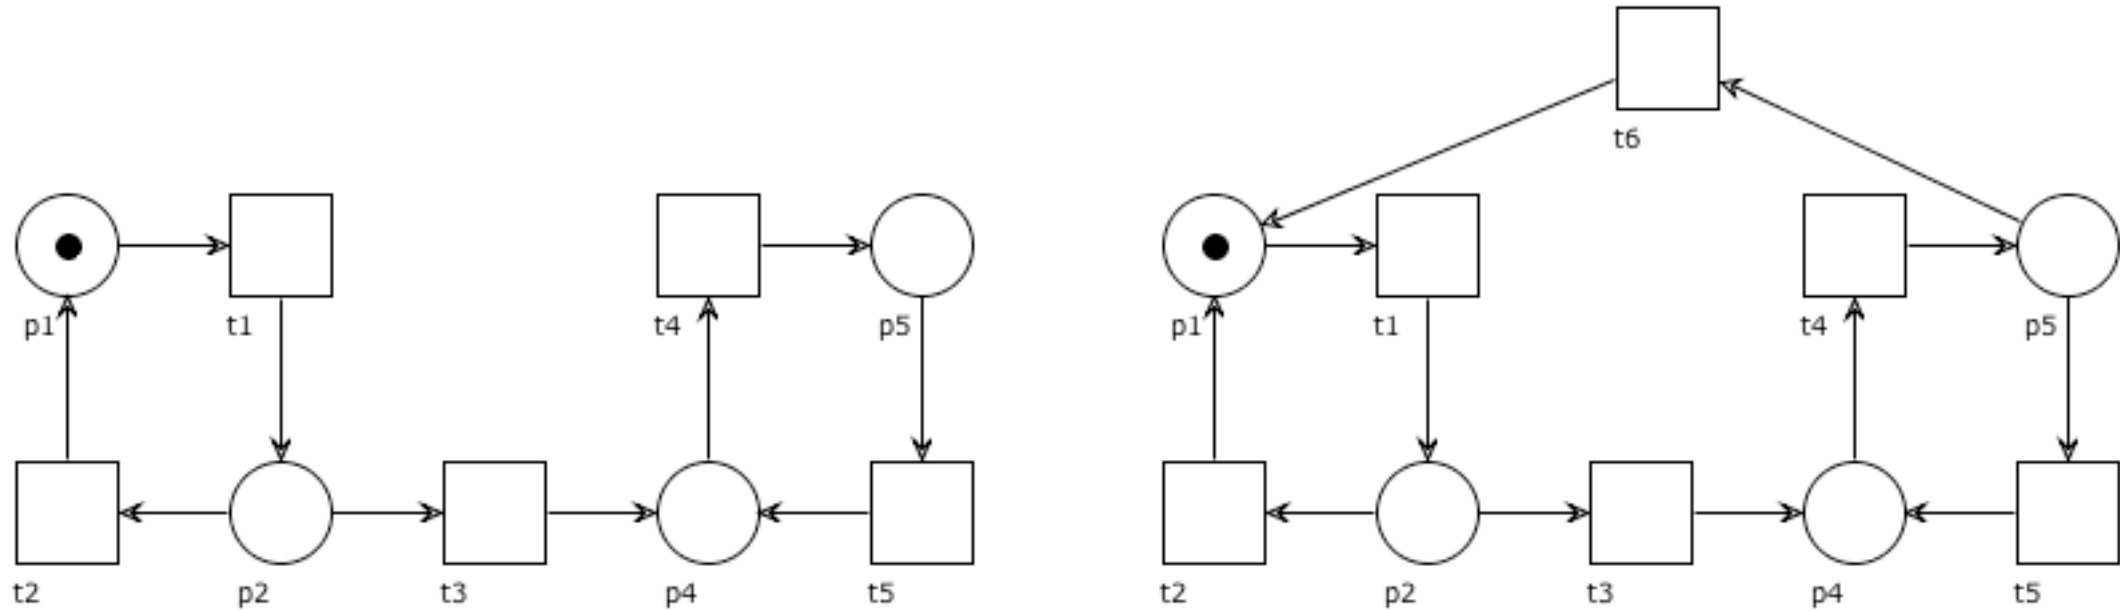 t6
p1 t1 t4 p5 p1 t1 t4 p5
t2 p2 t3 p4 t5 t2 p2 t3 p4 t5